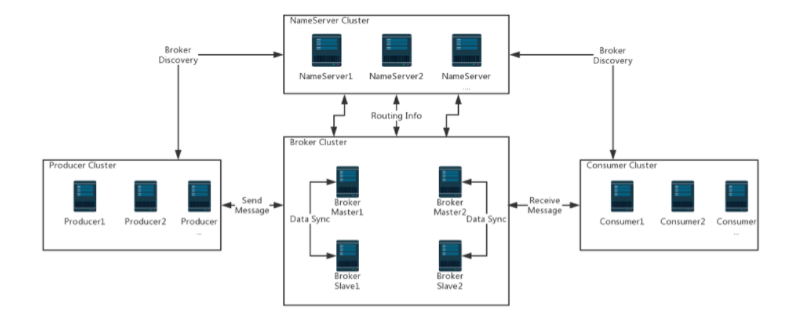 NameServer Cluster
NameServer1
NameServer2
NameServer
....
Broker
Discovery
Broker
Discovery
Routing Info
Producer Cluster
Producer1
Producer2
Producer
...
Send
Message
Broker Cluster
Broker
Master1
Broker
Master2
Data Sync
Data Sync
Broker
Slave1
Broker
Slave2
Receive
Message
Consumer Cluster
Consumer1
Consumer2
Consumer
...